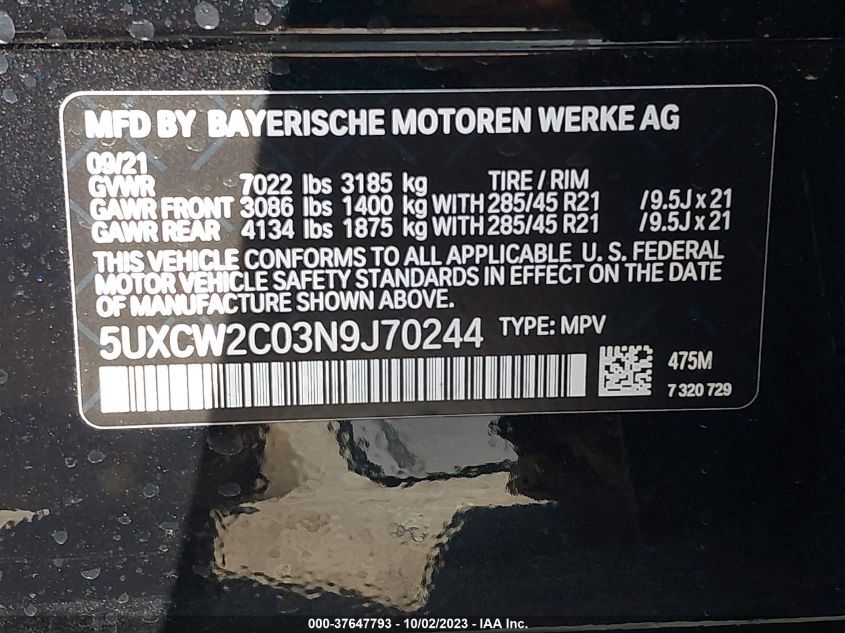 MFD BY BAYERISCHE MOTOREN WERKE AG
09/21
GVWR 7022 lbs 3185 kg TIRE / RIM
GAWR FRONT 3086 lbs 1400 kg WITH 285/45 R21 /9.5J x 21
GAWR REAR 4134 lbs 1875 kg WITH 285/45 R21 /9.5J x 21
THIS VEHICLE CONFORMS TO ALL APPLICABLE U. S. FEDERAL
MOTOR VEHICLE SAFETY STANDARDS IN EFFECT ON THE DATE
OF MANUFACTURE SHOWN ABOVE.
5UXCW2C03N9J70244 TYPE: MPV
475M
7 320 729
000-37647793 - 10/02/2023 - IAA Inc.